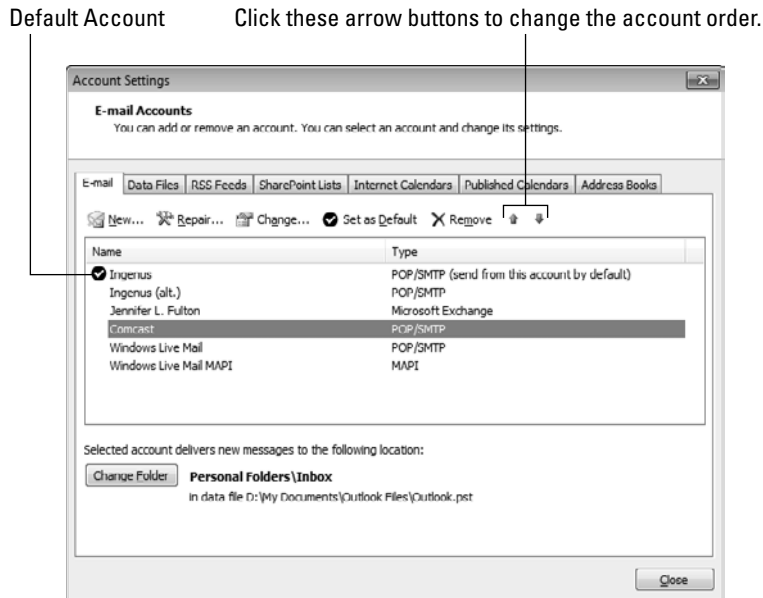 Default Account
Click these arrow buttons to change the account order.
Account Settings
E-mail Accounts
You can add or remove an account. You can select an account and change its settings.
E-mail Data Files RSS Feeds SharePoint Lists Internet Calendars Published Calendars Address Books
New... Repair... Change... Set as Default Remove
Name Type
Ingenus POP/SMTP (send from this account by default)
Ingenus (alt.) POP/SMTP
Jennifer L. Fulton Microsoft Exchange
Comcast POP/SMTP
Windows Live Mail POP/SMTP
Windows Live Mail MAPI MAPI
Selected account delivers new messages to the following location:
Change Folder Personal Folders\Inbox
in data file D:\My Documents\Outlook Files\Outlook.pst
Close